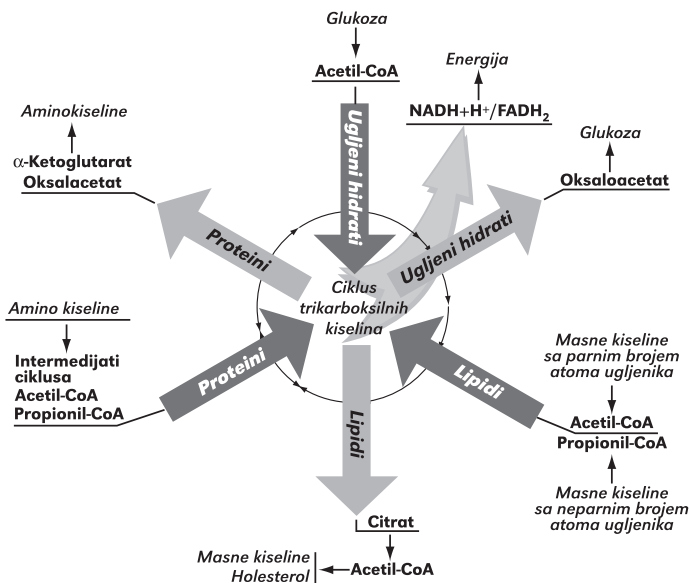 Glukoza
Acetil-CoA
Energija
NADH+H+/FADH2
Aminokiseline
α-Ketoglutarat
Oksalacetat
Glukoza
Oksaloacetat
Ugljeni hidrati
Proteini
Ugljeni hidrati
Ciklus
trikarboksilnih
kiselina
Amino kiseline
Intermedijati
ciklusa
Acetil-CoA
Propionil-CoA
Proteini
Lipidi
Masne kiseline
sa parnim brojem
atoma ugljenika
Acetil-CoA
Propionil-CoA
Masne kiseline
sa neparnim brojem
atoma ugljenika
Lipidi
Citrat
Acetil-CoA
Masne kiseline
Holesterol